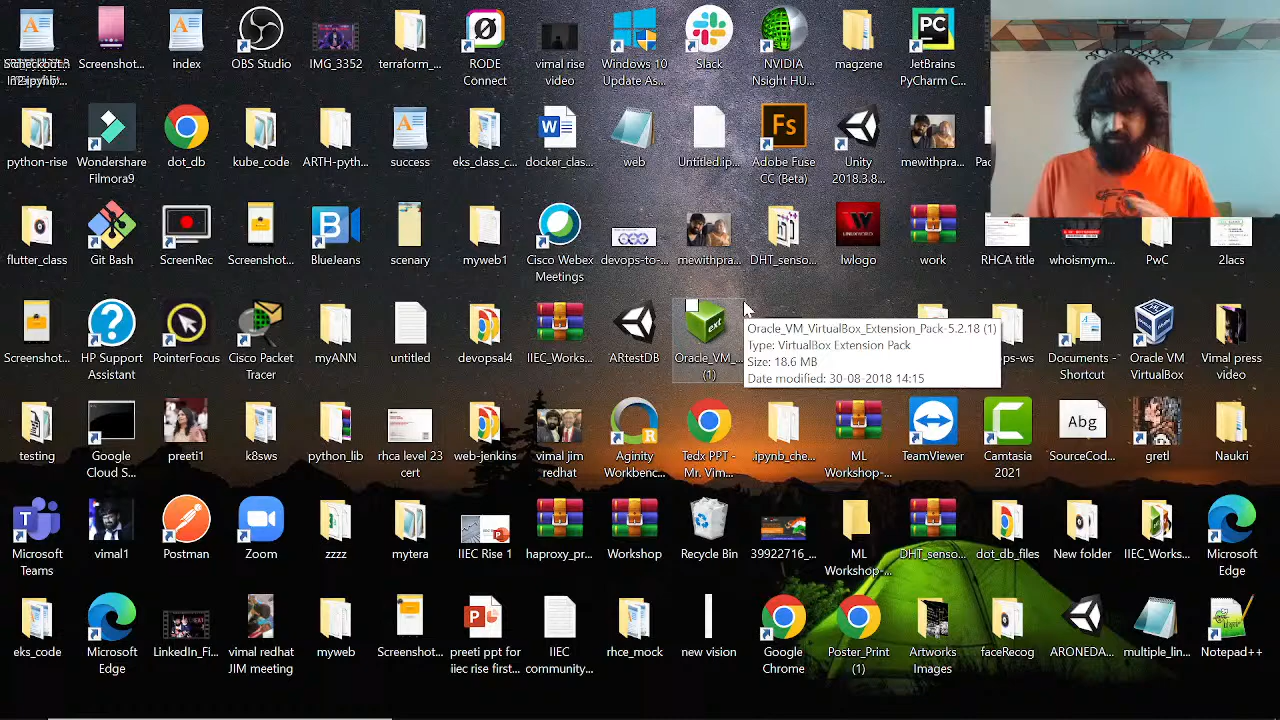 Screenshot...
index
OBS Studio
IMG_3352
terraform_...
RODE
Connect
vimal rise
video
Windows 10
Update As...
Slack
NVIDIA
Nsight HU...
magzene
JetBrains
PyCharm C...
python-rise
Wondershare
Filmora9
dot_db
kube_code
ARTH-pyth...
success
eks_class_c...
docker_clas...
web
Untitled.ip...
Adobe Fuse
CC (Beta)
Unity
2018.3.8...
mewithpra...
flutter_class
Git Bash
ScreenRec
Screenshot...
BlueJeans
scenary
myweb1
Cisco Webex
Meetings
devops-to-...
mewithpra...
DHT_senso...
lwlogo
work
RHCA title
whoismym...
PwC
2lacs
Screenshot...
HP Support
Assistant
PointerFocus
Cisco Packet
Tracer
myANN
untitled
devopsal4
IIEC_Works...
ARestDB
Oracle_VM_...
(1)
Oracle_VM_VirtualBox_Extension_Pack-5.2.18 (1)
Type: VirtualBox Extension Pack
Size: 18.6 MB
Date modified: 30-08-2018 14:15
ops-ws
Documents -
Shortcut
Oracle VM
VirtualBox
Vimal press
video
testing
Google
Cloud S...
preeti1
k8sws
python_lib
rhca level 23
cert
web-jenkins
vimal jim
redhat
Aginity
Workbenc...
Tedx PPT -
Mr. Vim...
.ipynb_che...
ML
Workshop-...
TeamViewer
Camtasia
2021
Abg
SourceCod...
gretl
Naukri
Microsoft
Teams
vimal1
Postman
Zoom
zzzz
mytera
IIEC Rise 1
haproxy_pr...
Workshop
Recycle Bin
39922716_...
ML
Workshop-...
DHT_senso...
dot_db_files
New folder
IIEC_Works...
Microsoft
Edge
eks_code
Microsoft
Edge
LinkedIn_Fi...
vimal redhat
JIM meeting
myweb
Screenshot...
preeti ppt for
iiec rise first...
IIEC
community...
rhce_mock
new vision
Google
Chrome
Poster_Print
(1)
Artworks
Images
faceRecog
ARONEDA...
multiple_lin...
Notepad++